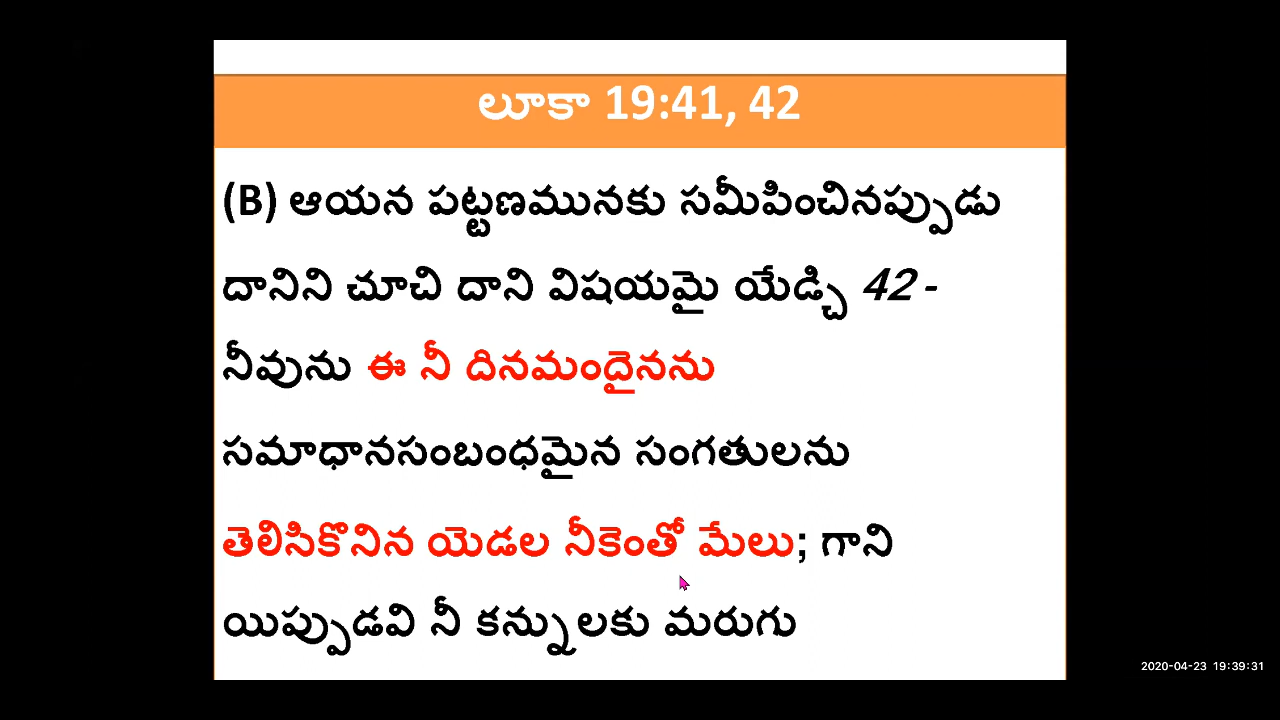 లూకా 19:41, 42
(B) ఆయన పట్టణమునకు సమీపించినప్పుడు
దానిని చూచి దాని విషయమై యేడ్చి 42 -
నీవును ఈ నీ దినమందైనను
సమాధానసంబంధమైన సంగతులను
తెలిసికొనిన యెడల నీకెంతో మేలు; గాని
యిప్పుడవి నీ కన్నులకు మరుగు
2020-04-23 19:39:31